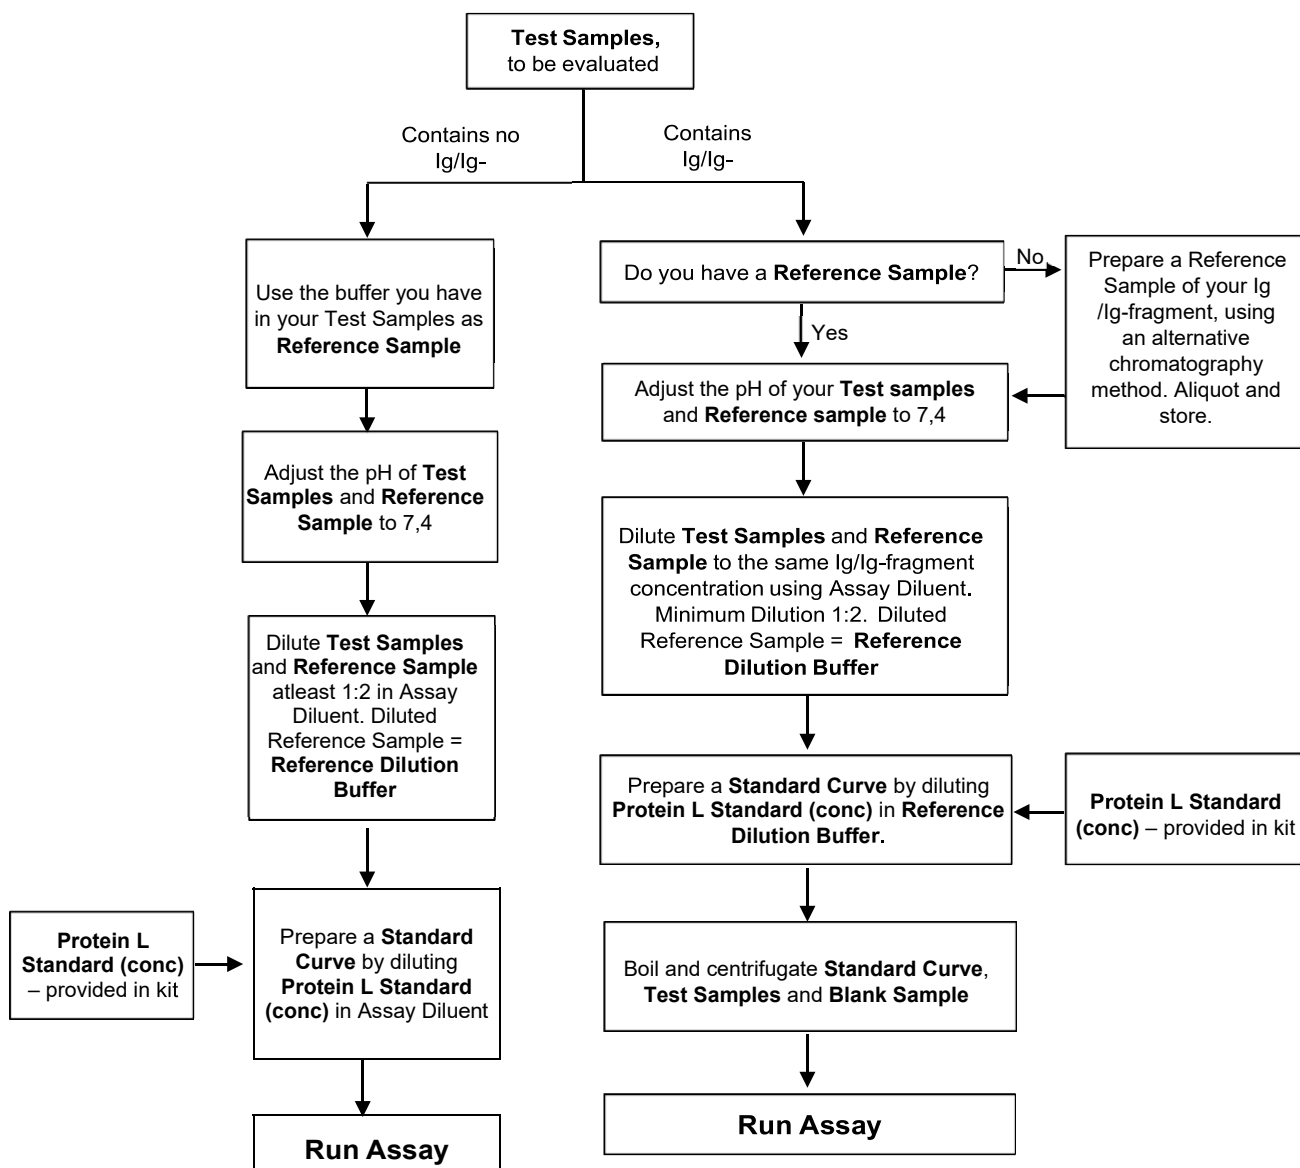 Test Samples,
to be evaluated
Contains no
Ig/Ig-
Contains
Ig/Ig-
Use the buffer you have
in your Test Samples as
Reference Sample
Adjust the pH of Test
Samples and Reference
Sample to 7,4
Dilute Test Samples
and Reference Sample
atleast 1:2 in Assay
Diluent. Diluted
Reference Sample =
Reference Dilution
Buffer
Protein L
Standard (conc)
– provided in kit
Prepare a Standard
Curve by diluting
Protein L Standard
(conc) in Assay Diluent
Run Assay
Do you have a Reference Sample?
No
Yes
Prepare a Reference
Sample of your Ig
/Ig-fragment, using
an alternative
chromatography
method. Aliquot and
store.
Adjust the pH of your Test samples
and Reference sample to 7,4
Dilute Test Samples and Reference
Sample to the same Ig/Ig-fragment
concentration using Assay Diluent.
Minimum Dilution 1:2. Diluted
Reference Sample = Reference
Dilution Buffer
Prepare a Standard Curve by diluting
Protein L Standard (conc) in Reference
Dilution Buffer.
Protein L Standard
(conc) – provided in kit
Boil and centrifugate Standard Curve,
Test Samples and Blank Sample
Run Assay